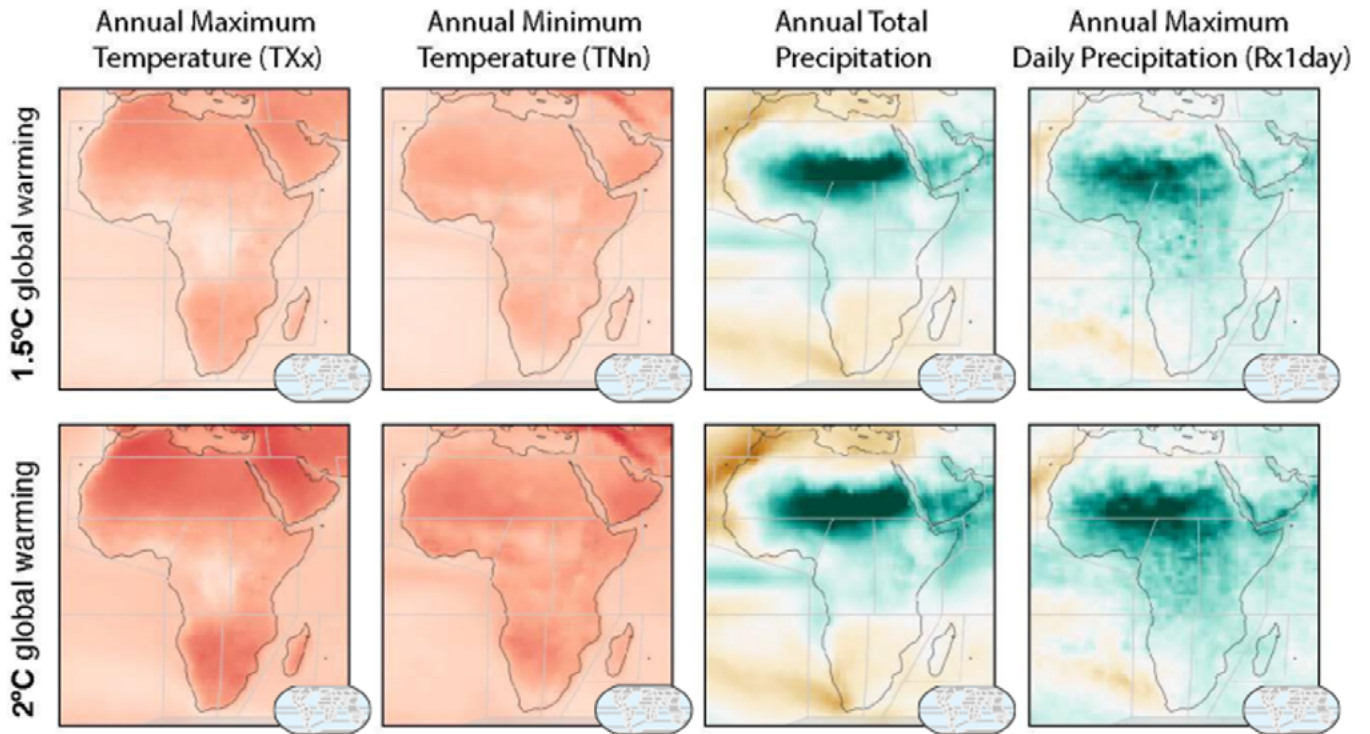 Annual Maximum
Temperature (TXx)
Annual Minimum
Temperature (TNn)
Annual Total
Precipitation
Annual Maximum
Daily Precipitation (Rx1day)
1.5ºC global warming
2ºC global warming